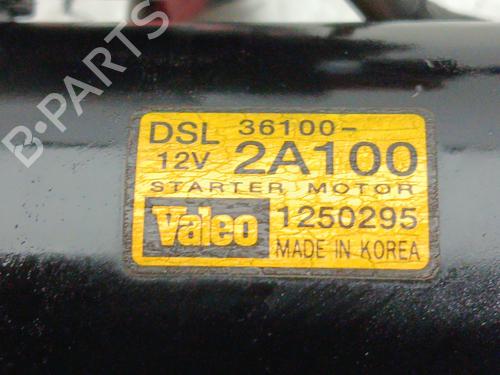 B-PARTS
DSL 36100-
12V 2A100
STARTER MOTOR
Valeo 1250295
MADE IN KOREA